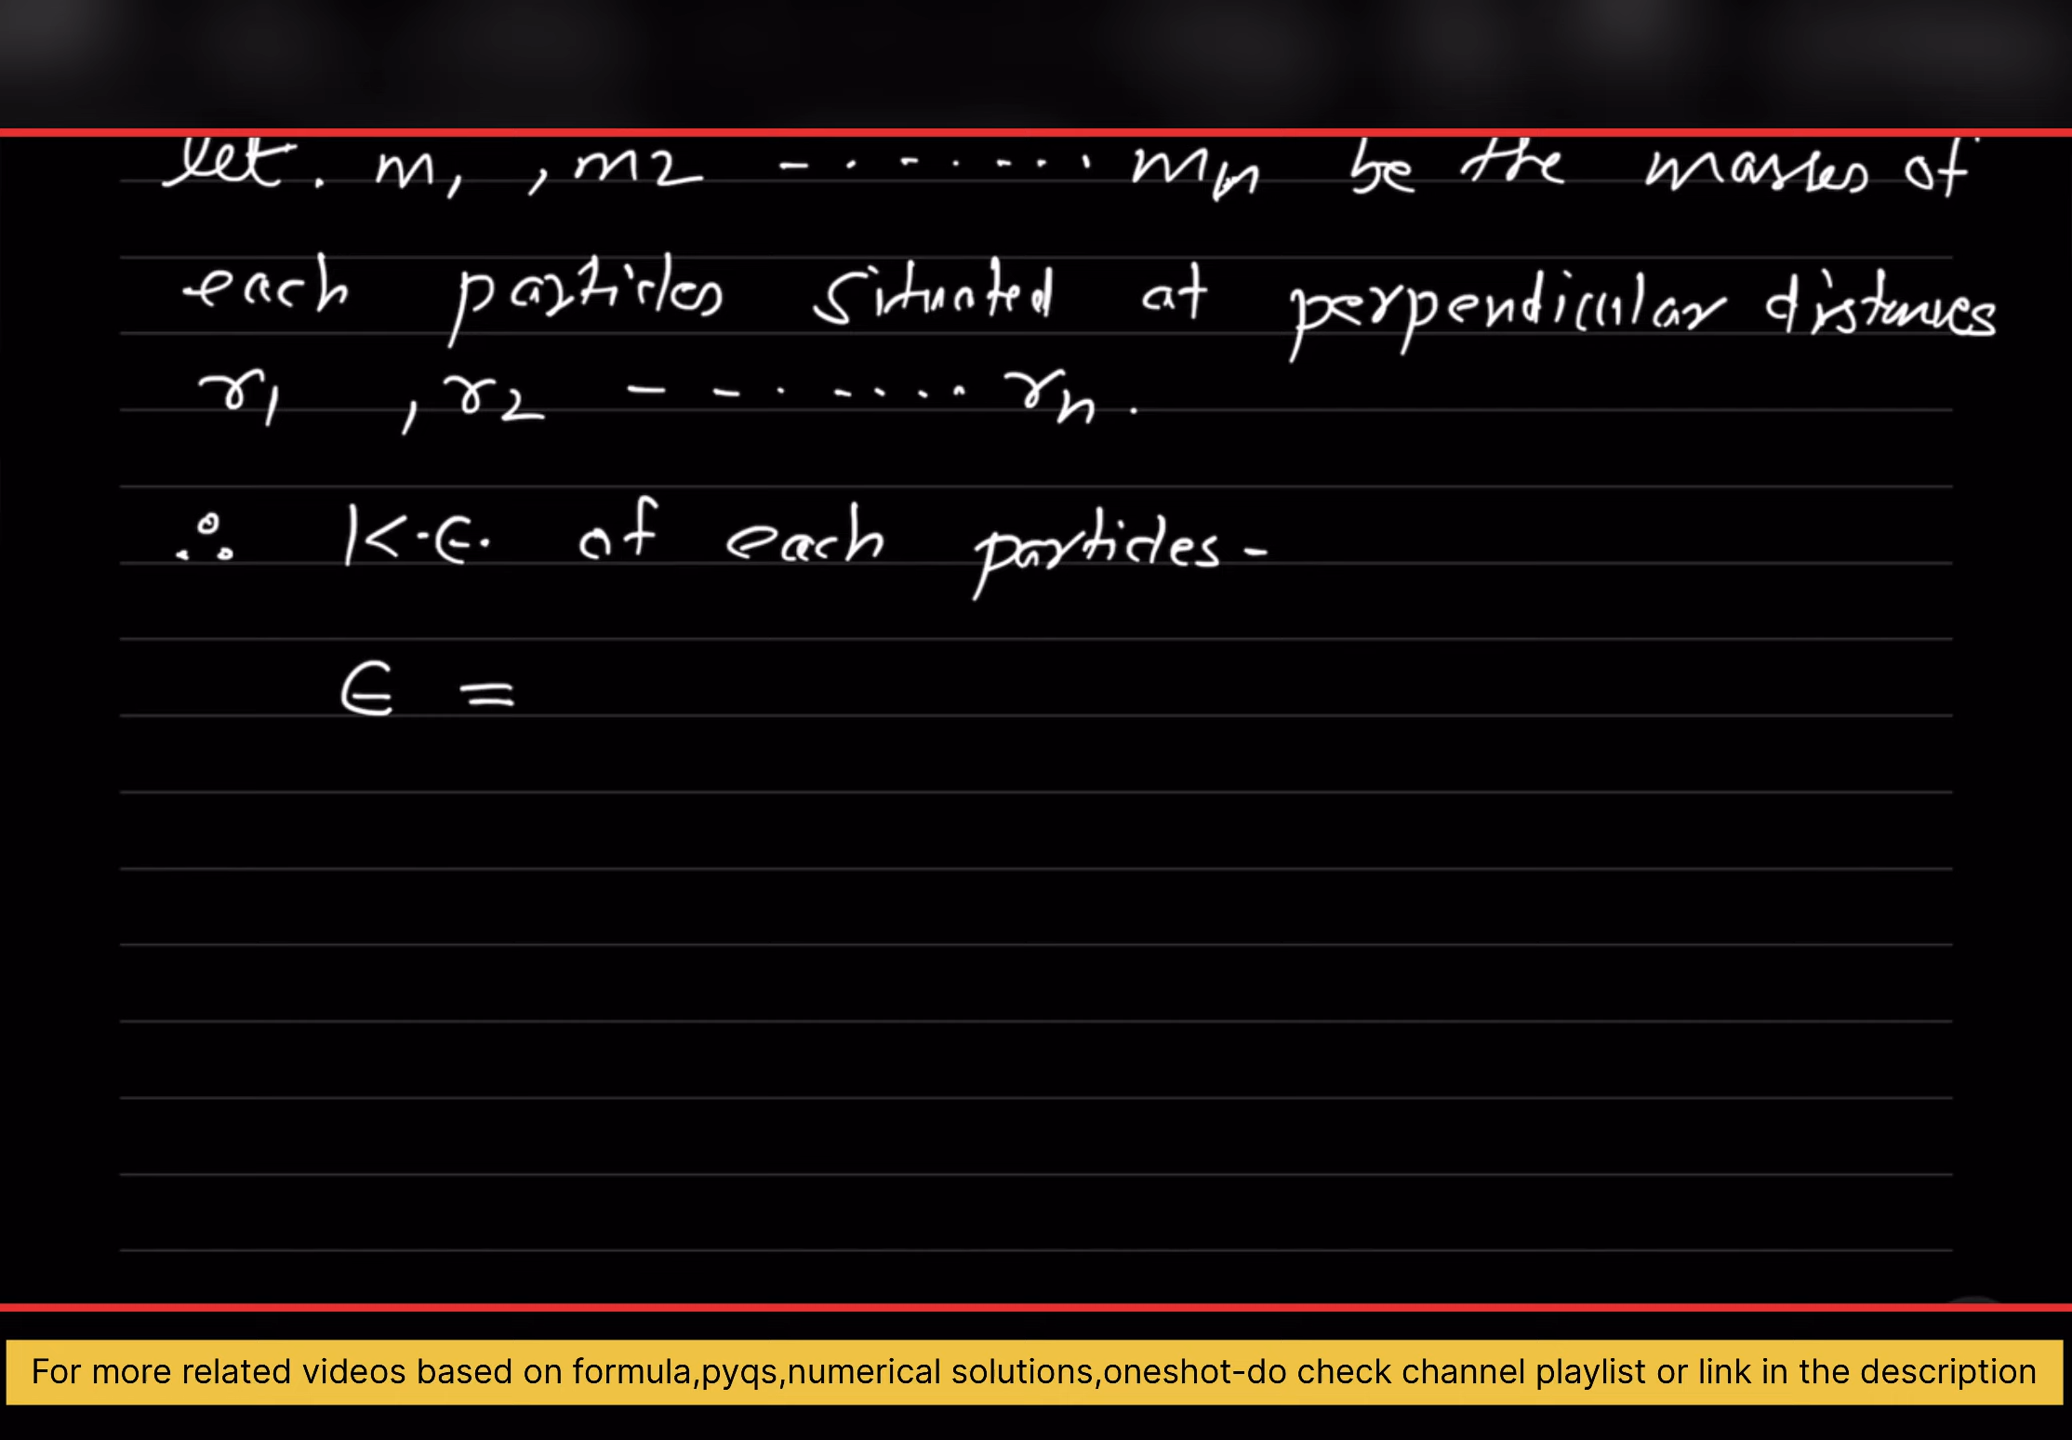 let. m1 , m2 - . - . - . . . mn be the masses of
each particles situated at perpendicular distances
r1 , r2 - - . . . . . . rn.
∴ K.E. of each particles -
E =
For more related videos based on formula,pyqs,numerical solutions,oneshot-do check channel playlist or link in the description